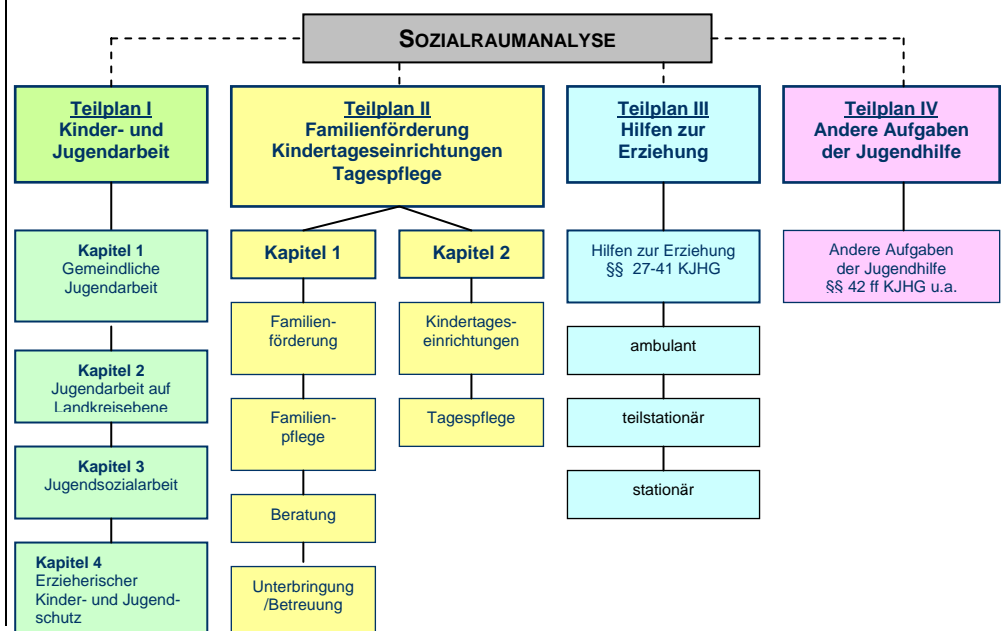 SOZIALRAUMANALYSE
Teilplan I
Kinder- und
Jugendarbeit
Kapitel 1
Gemeindliche
Jugendarbeit
Kapitel 2
Jugendarbeit auf
Landkreisebene
Kapitel 3
Jugendsozialarbeit
Kapitel 4
Erzieherischer
Kinder- und Jugend-
schutz
Teilplan II
Familienförderung
Kindertageseinrichtungen
Tagespflege
Kapitel 1
Familien-
förderung
Familien-
pflege
Beratung
Unterbringung
/Betreuung
Kapitel 2
Kindertages-
einrichtungen
Tagespflege
Teilplan III
Hilfen zur
Erziehung
Hilfen zur Erziehung
§§ 27-41 KJHG
ambulant
teilstationär
stationär
Teilplan IV
Andere Aufgaben
der Jugendhilfe
Andere Aufgaben
der Jugendhilfe
§§ 42 ff KJHG u.a.